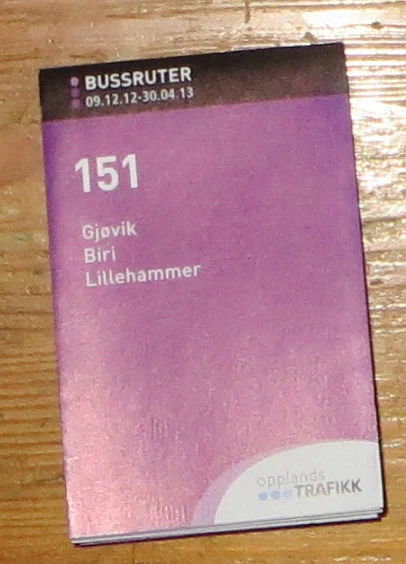 BUSSRUTER
09.12.12-30.04.13
151
Gjøvik
Biri
Lillehammer
opplands
TRAFIKK